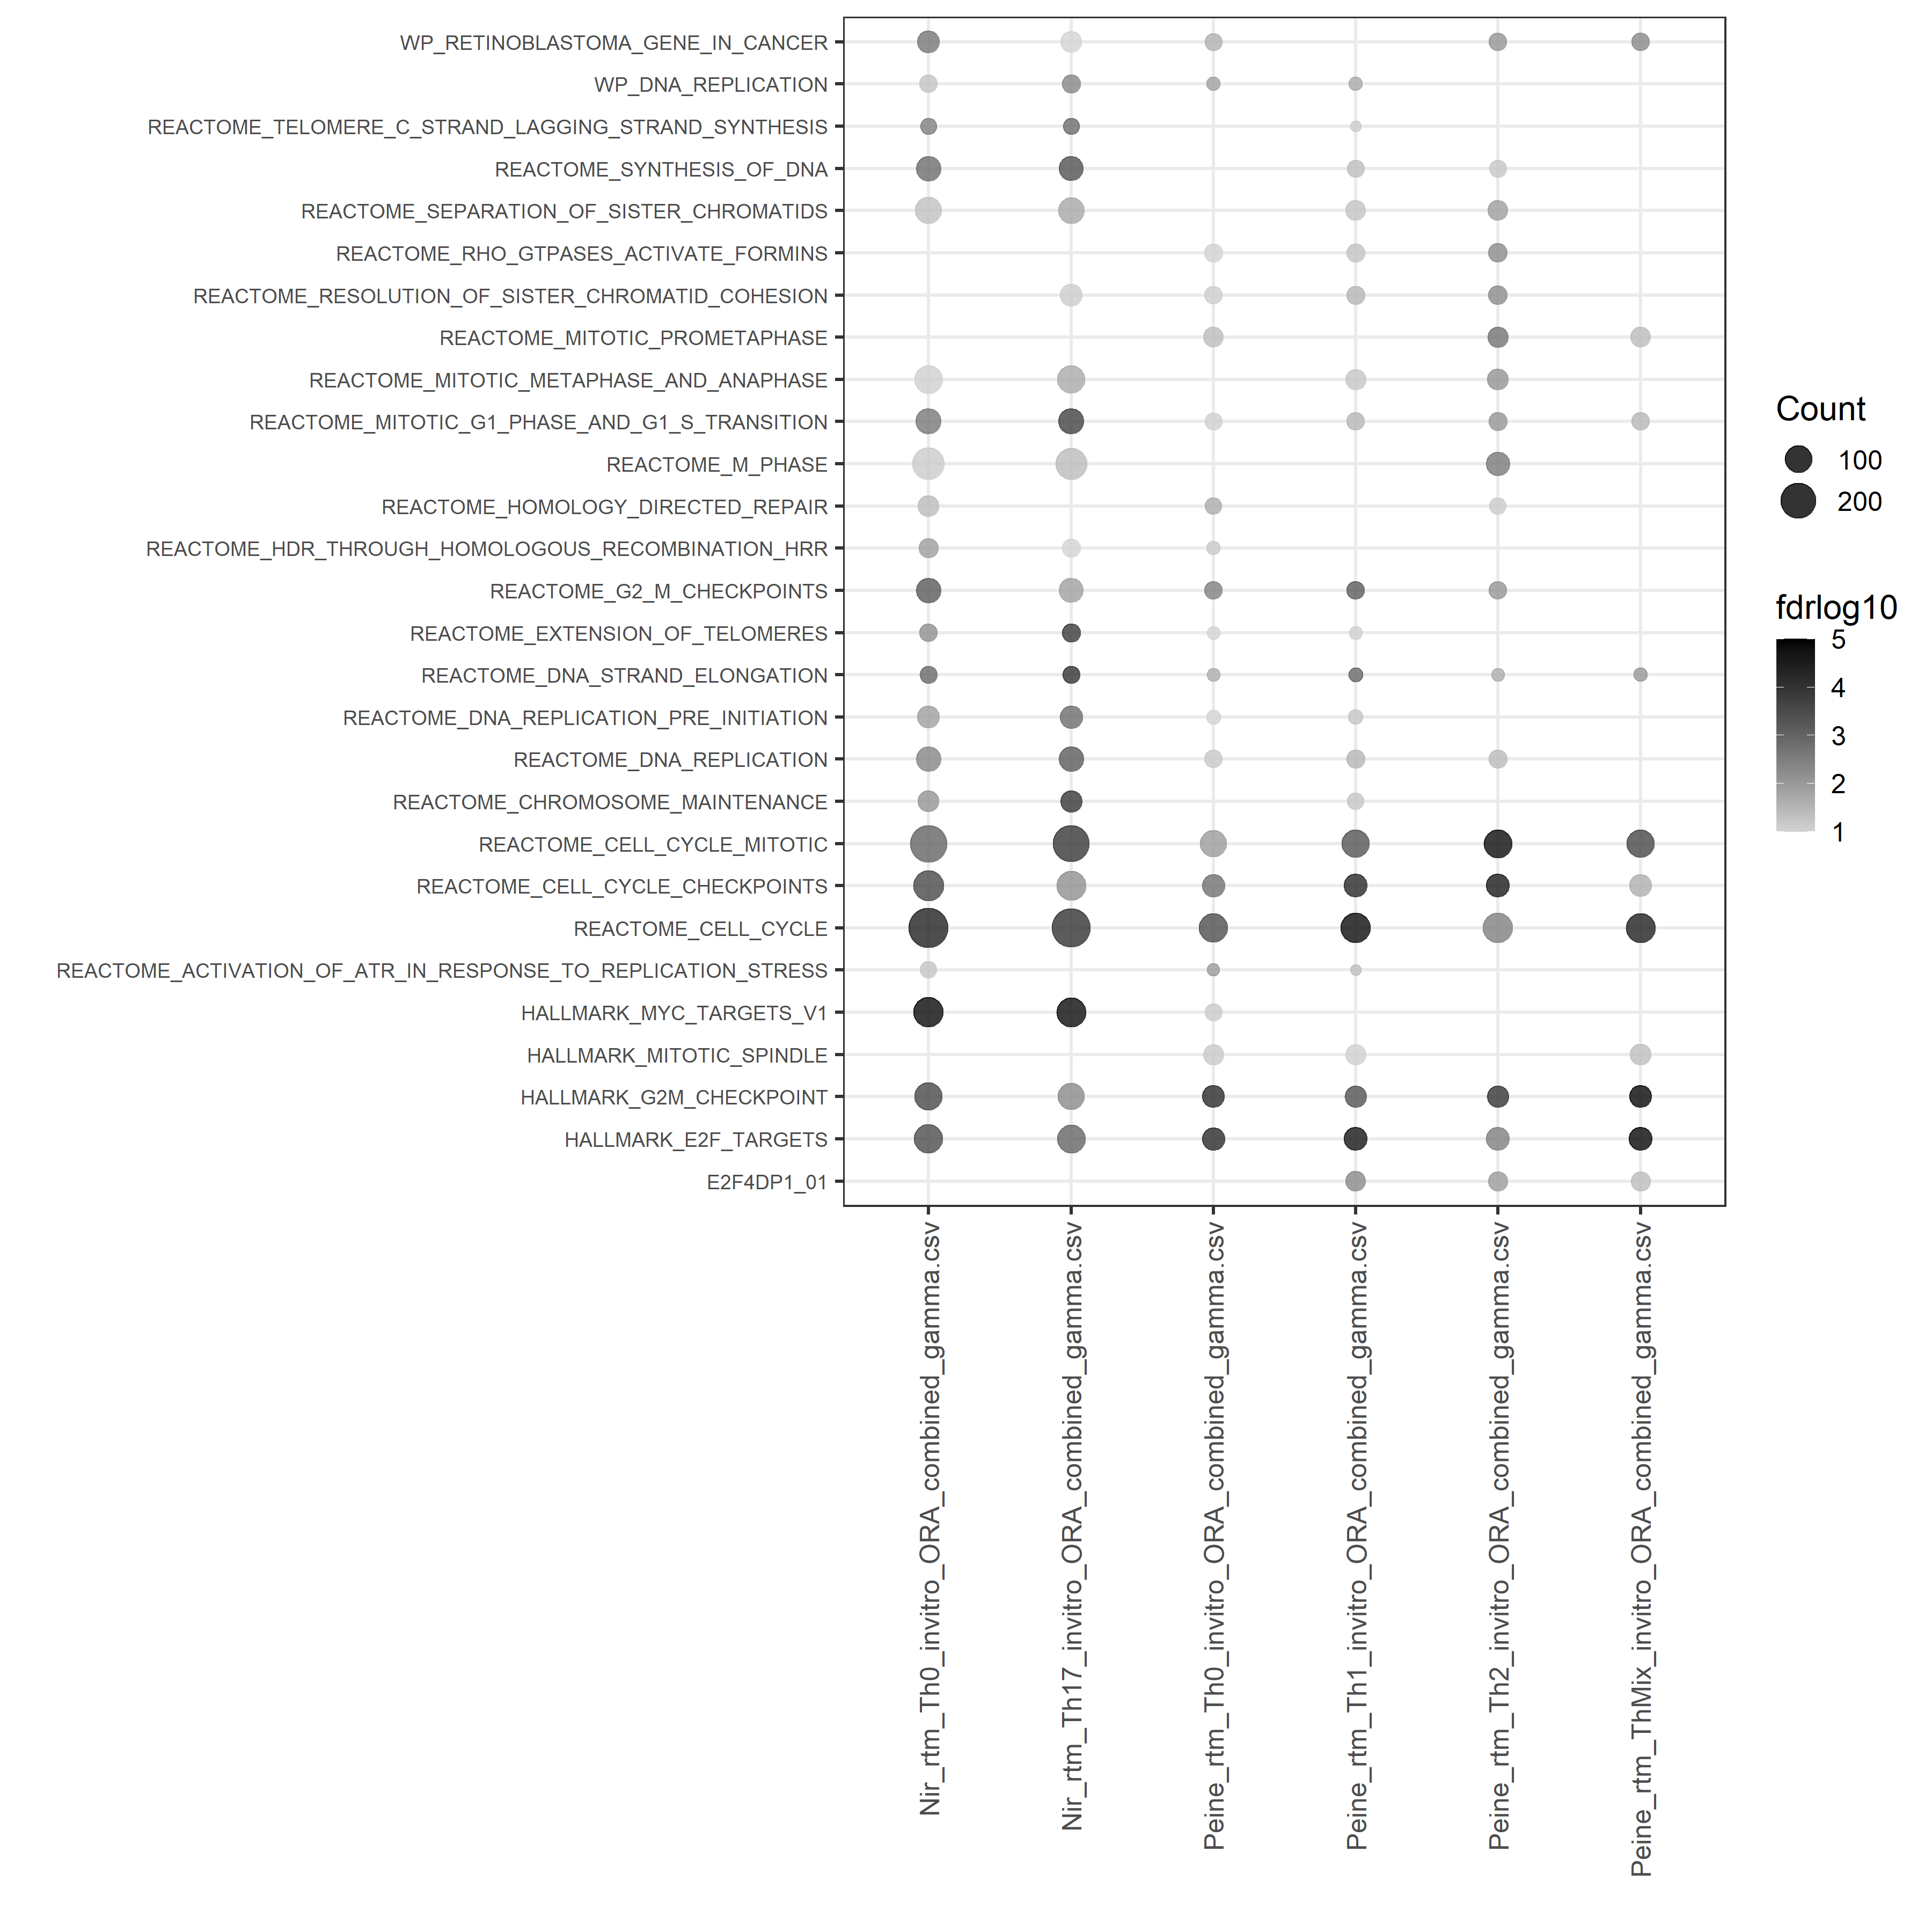 WP_RETINOBLASTOMA_GENE_IN_CANCER
WP_DNA_REPLICATION
REACTOME_TELOMERE_C_STRAND_LAGGING_STRAND_SYNTHESIS
REACTOME_SYNTHESIS_OF_DNA
REACTOME_SEPARATION_OF_SISTER_CHROMATIDS
REACTOME_RHO_GTPASES_ACTIVATE_FORMINS
REACTOME_RESOLUTION_OF_SISTER_CHROMATID_COHESION
REACTOME_MITOTIC_PROMETAPHASE
REACTOME_MITOTIC_METAPHASE_AND_ANAPHASE
REACTOME_MITOTIC_G1_PHASE_AND_G1_S_TRANSITION
REACTOME_M_PHASE
REACTOME_HOMOLOGY_DIRECTED_REPAIR
REACTOME_HDR_THROUGH_HOMOLOGOUS_RECOMBINATION_HRR
REACTOME_G2_M_CHECKPOINTS
REACTOME_EXTENSION_OF_TELOMERES
REACTOME_DNA_STRAND_ELONGATION
REACTOME_DNA_REPLICATION_PRE_INITIATION
REACTOME_DNA_REPLICATION
REACTOME_CHROMOSOME_MAINTENANCE
REACTOME_CELL_CYCLE_MITOTIC
REACTOME_CELL_CYCLE_CHECKPOINTS
REACTOME_CELL_CYCLE
REACTOME_ACTIVATION_OF_ATR_IN_RESPONSE_TO_REPLICATION_STRESS
HALLMARK_MYC_TARGETS_V1
HALLMARK_MITOTIC_SPINDLE
HALLMARK_G2M_CHECKPOINT
HALLMARK_E2F_TARGETS
E2F4DP1_01
Nir_rtm_Th0_invitro_ORA_combined_gamma.csv
Nir_rtm_Th17_invitro_ORA_combined_gamma.csv
Peine_rtm_Th0_invitro_ORA_combined_gamma.csv
Peine_rtm_Th1_invitro_ORA_combined_gamma.csv
Peine_rtm_Th2_invitro_ORA_combined_gamma.csv
Peine_rtm_ThMix_invitro_ORA_combined_gamma.csv
Count
100
200
fdrlog10
5
4
3
2
1